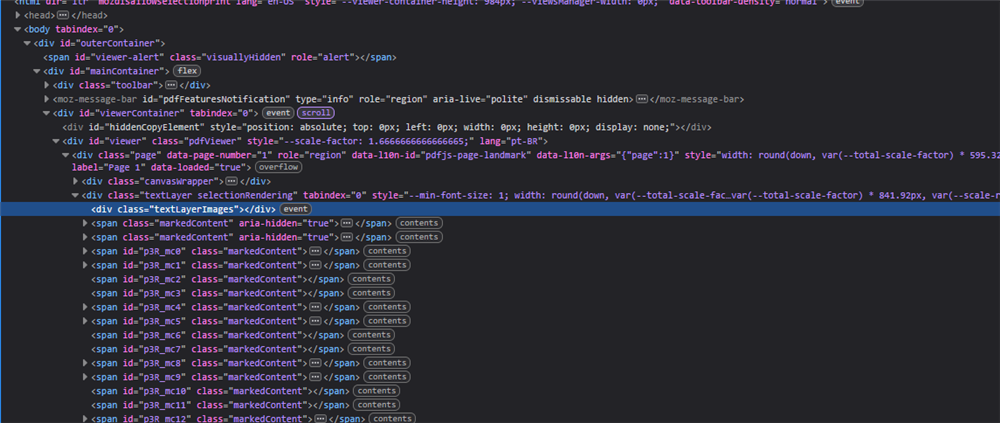 <html dir="ltr" mozdisallowselectionprint lang="en-US" style="--viewer-container-height: 984px; --viewsManager-width: 0px;" data-toolbar-density="normal"> event
<head> ••• </head>
<body tabindex="0">
<div id="outerContainer">
<span id="viewer-alert" class="visuallyHidden" role="alert"></span>
<div id="mainContainer"> flex
<div class="toolbar"> ••• </div>
<moz-message-bar id="pdfFeaturesNotification" type="info" role="region" aria-live="polite" dismissable hidden> ••• </moz-message-bar>
<div id="viewerContainer" tabindex="0"> event scroll
<div id="hiddenCopyElement" style="position: absolute; top: 0px; left: 0px; width: 0px; height: 0px; display: none;"></div>
<div id="viewer" class="pdfViewer" style="--scale-factor: 1.6666666666666665;" lang="pt-BR">
<div class="page" data-page-number="1" role="region" data-l10n-id="pdfjs-page-landmark" data-l10n-args="{"page":1}" style="width: round(down, var(--total-scale-factor) * 595.32
label="Page 1" data-loaded="true"> overflow
<div class="canvasWrapper"> ••• </div>
<div class="textLayer selectionRendering" tabindex="0" style="--min-font-size: 1; width: round(down, var(--total-scale-fac…var(--total-scale-factor) * 841.92px, var(--scale-r
<div class="textLayerImages"></div> event
<span class="markedContent" aria-hidden="true"> ••• </span> contents
<span class="markedContent" aria-hidden="true"> ••• </span> contents
<span id="p3R_mc0" class="markedContent"> ••• </span> contents
<span id="p3R_mc1" class="markedContent"> ••• </span> contents
<span id="p3R_mc2" class="markedContent"></span> contents
<span id="p3R_mc3" class="markedContent"></span> contents
<span id="p3R_mc4" class="markedContent"> ••• </span> contents
<span id="p3R_mc5" class="markedContent"> ••• </span> contents
<span id="p3R_mc6" class="markedContent"></span> contents
<span id="p3R_mc7" class="markedContent"></span> contents
<span id="p3R_mc8" class="markedContent"> ••• </span> contents
<span id="p3R_mc9" class="markedContent"> ••• </span> contents
<span id="p3R_mc10" class="markedContent"></span> contents
<span id="p3R_mc11" class="markedContent"></span> contents
<span id="p3R_mc12" class="markedContent"> ••• </span> contents